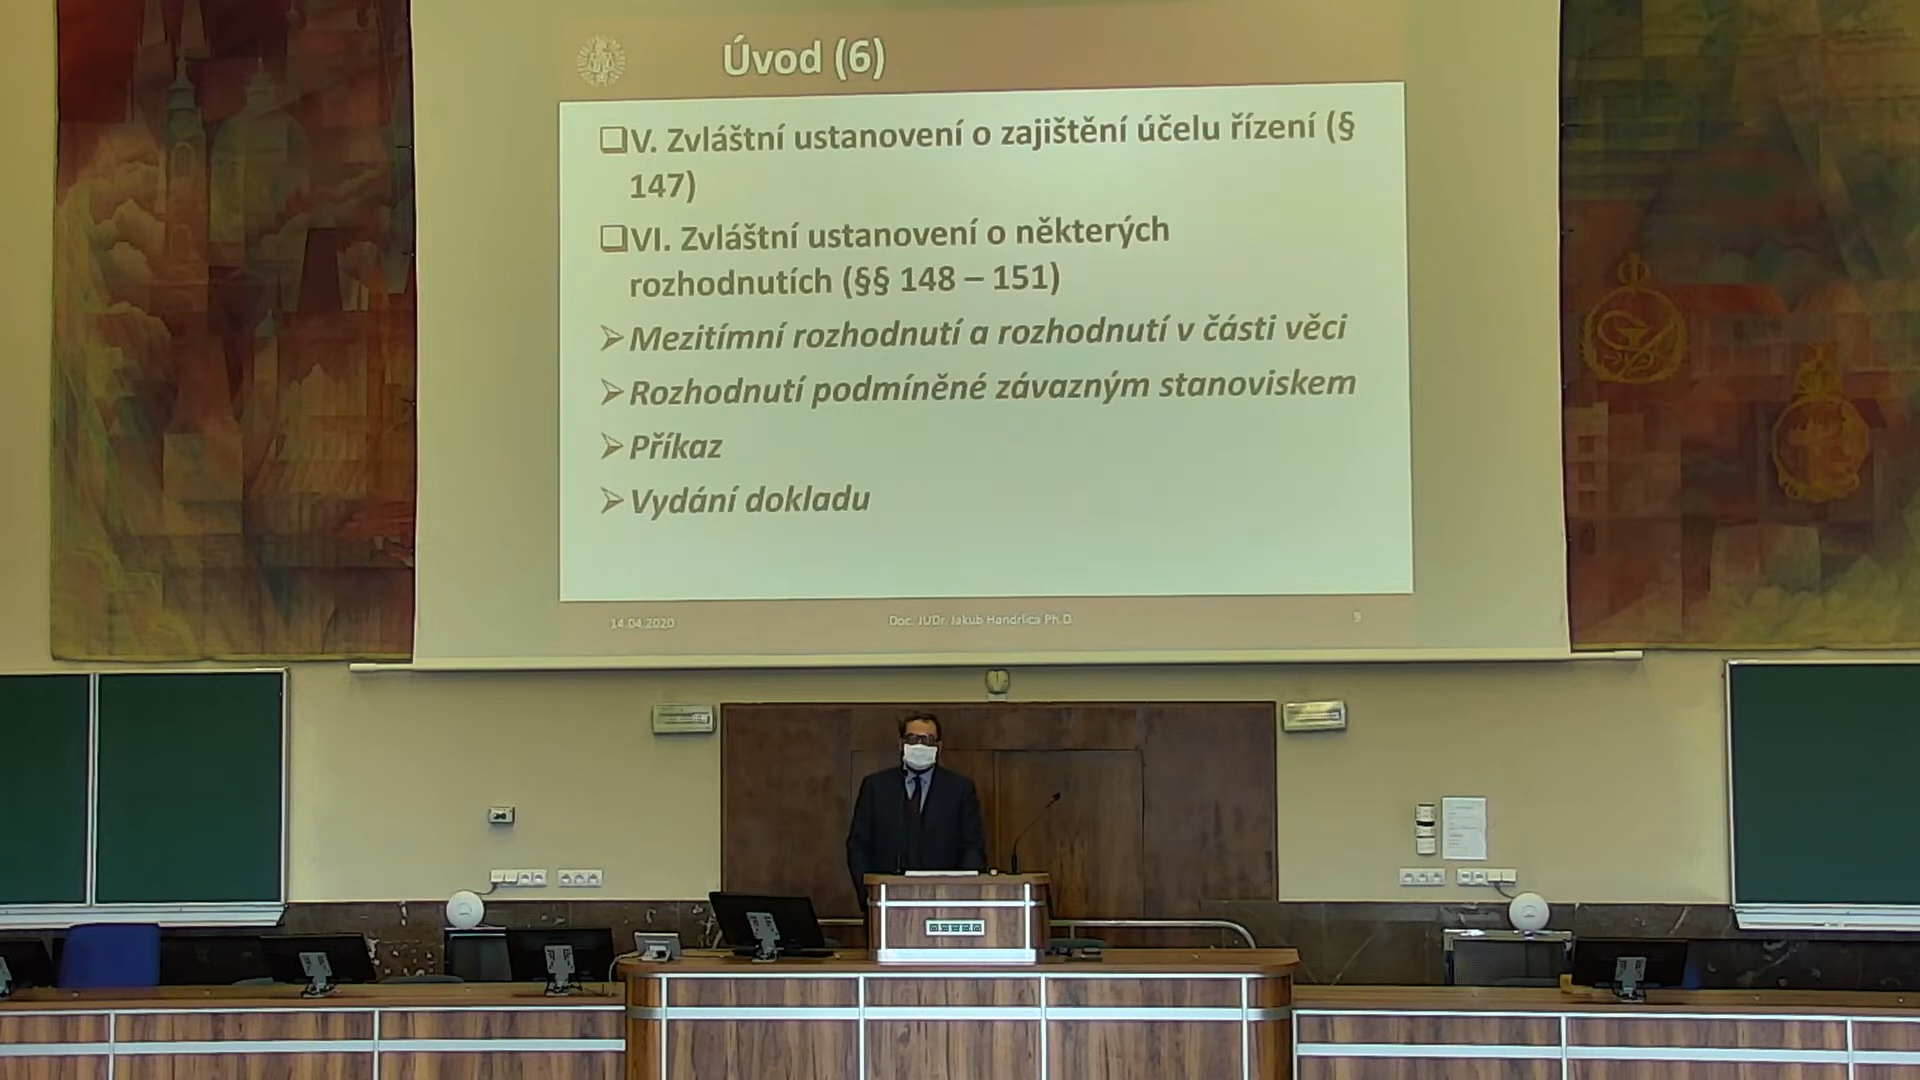 Úvod (6)
❑V. Zvláštní ustanovení o zajištění účelu řízení (§
147)
❑VI. Zvláštní ustanovení o některých
rozhodnutích (§§ 148 – 151)
➢Mezitímní rozhodnutí a rozhodnutí v části věci
➢Rozhodnutí podmíněné závazným stanoviskem
➢Příkaz
➢Vydání dokladu
14.04.2020
Doc. JUDr. Jakub Handrlica Ph.D.
9